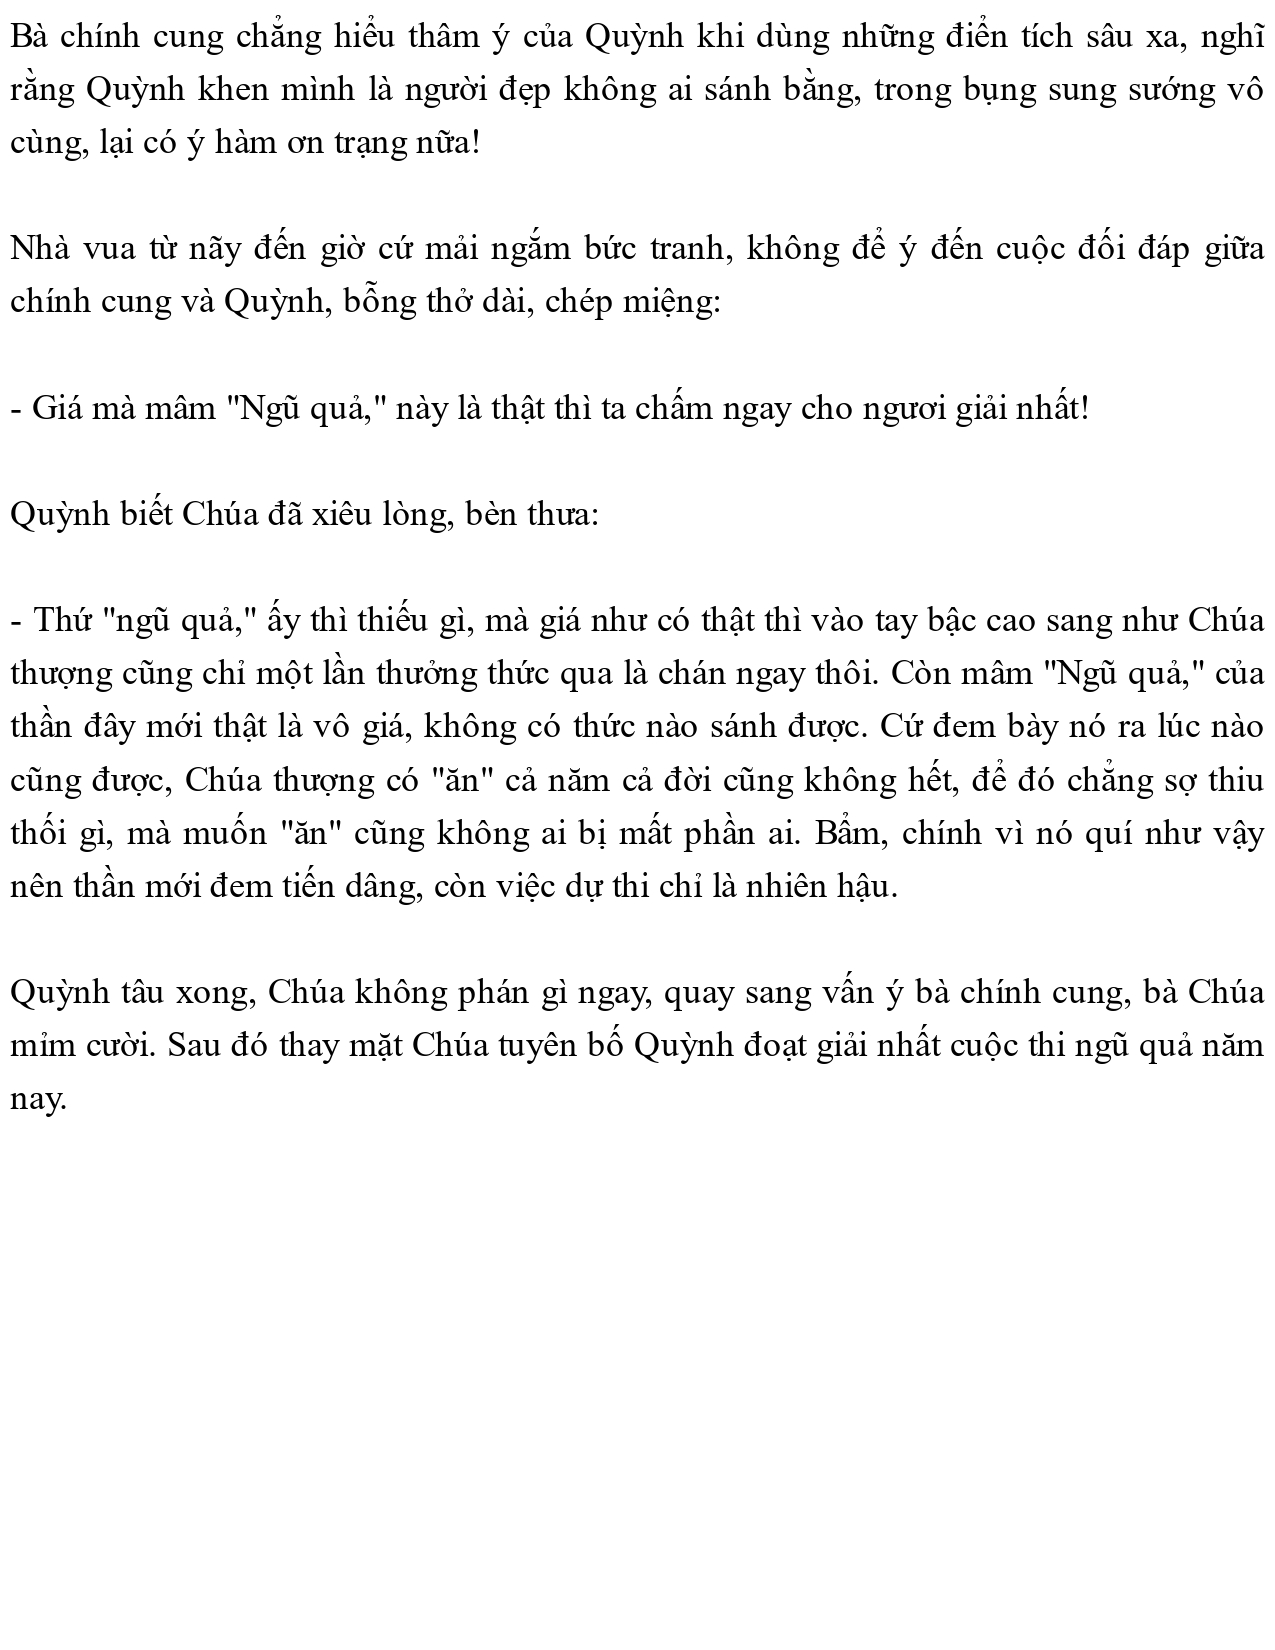 Bà chính cung chẳng hiểu thâm ý của Quỳnh khi dùng những điển tích sâu xa, nghĩ
rằng Quỳnh khen mình là người đẹp không ai sánh bằng, trong bụng sung sướng vô
cùng, lại có ý hàm ơn trạng nữa!
Nhà vua từ nãy đến giờ cứ mải ngắm bức tranh, không để ý đến cuộc đối đáp giữa
chính cung và Quỳnh, bỗng thở dài, chép miệng:
- Giá mà mâm "Ngũ quả," này là thật thì ta chấm ngay cho ngươi giải nhất!
Quỳnh biết Chúa đã xiêu lòng, bèn thưa:
- Thứ "ngũ quả," ấy thì thiếu gì, mà giá như có thật thì vào tay bậc cao sang như Chúa
thượng cũng chỉ một lần thưởng thức qua là chán ngay thôi. Còn mâm "Ngũ quả," của
thần đây mới thật là vô giá, không có thức nào sánh được. Cứ đem bày nó ra lúc nào
cũng được, Chúa thượng có "ăn" cả năm cả đời cũng không hết, để đó chẳng sợ thiu
thối gì, mà muốn "ăn" cũng không ai bị mất phần ai. Bẩm, chính vì nó quí như vậy
nên thần mới đem tiến dâng, còn việc dự thi chỉ là nhiên hậu.
Quỳnh tâu xong, Chúa không phán gì ngay, quay sang vấn ý bà chính cung, bà Chúa
mỉm cười. Sau đó thay mặt Chúa tuyên bố Quỳnh đoạt giải nhất cuộc thi ngũ quả năm
nay.